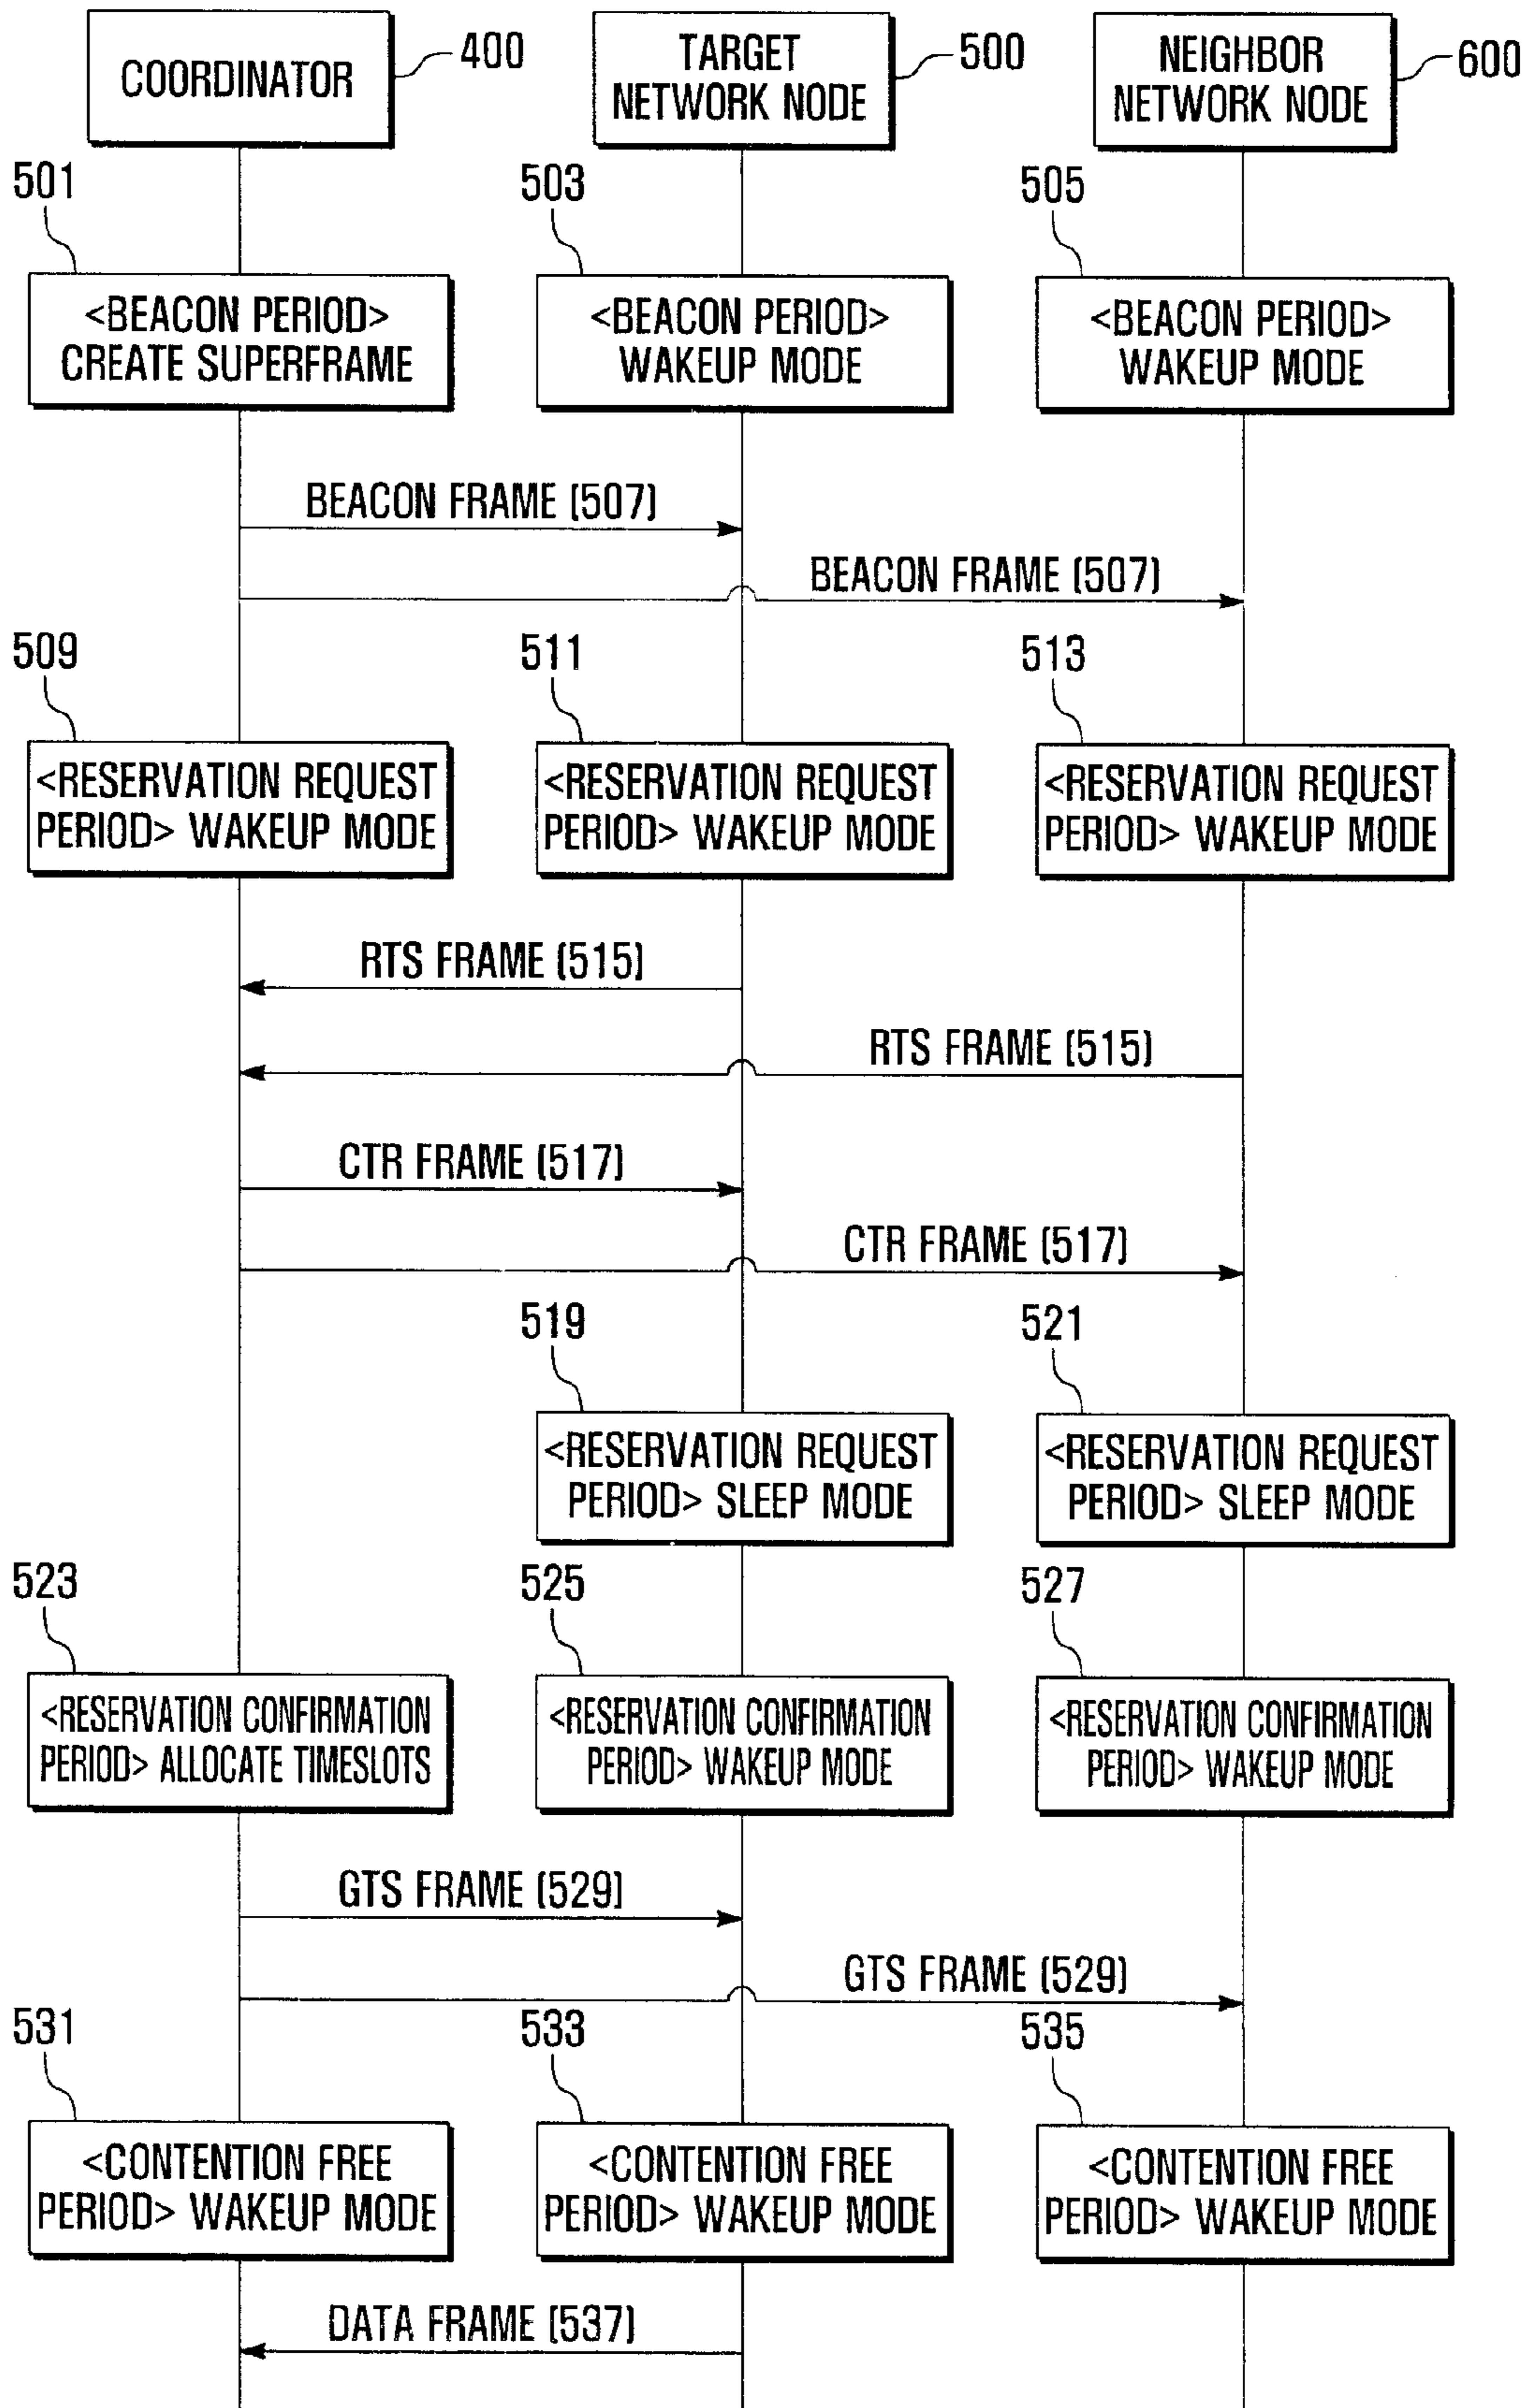 COORDINATOR
400
TARGET
NETWORK NODE
500
NEIGHBOR
NETWORK NODE
600
501
503
505
<BEACON PERIOD>
CREATE SUPERFRAME
<BEACON PERIOD>
WAKEUP MODE
<BEACON PERIOD>
WAKEUP MODE
BEACON FRAME (507)
BEACON FRAME (507)
509
511
513
<RESERVATION REQUEST
PERIOD> WAKEUP MODE
<RESERVATION REQUEST
PERIOD> WAKEUP MODE
<RESERVATION REQUEST
PERIOD> WAKEUP MODE
RTS FRAME (515)
RTS FRAME (515)
CTR FRAME (517)
CTR FRAME (517)
519
521
<RESERVATION REQUEST
PERIOD> SLEEP MODE
<RESERVATION REQUEST
PERIOD> SLEEP MODE
523
525
527
<RESERVATION CONFIRMATION
PERIOD> ALLOCATE TIMESLOTS
<RESERVATION CONFIRMATION
PERIOD> WAKEUP MODE
<RESERVATION CONFIRMATION
PERIOD> WAKEUP MODE
GTS FRAME (529)
GTS FRAME (529)
531
533
535
<CONTENTION FREE
PERIOD> WAKEUP MODE
<CONTENTION FREE
PERIOD> WAKEUP MODE
<CONTENTION FREE
PERIOD> WAKEUP MODE
DATA FRAME (537)